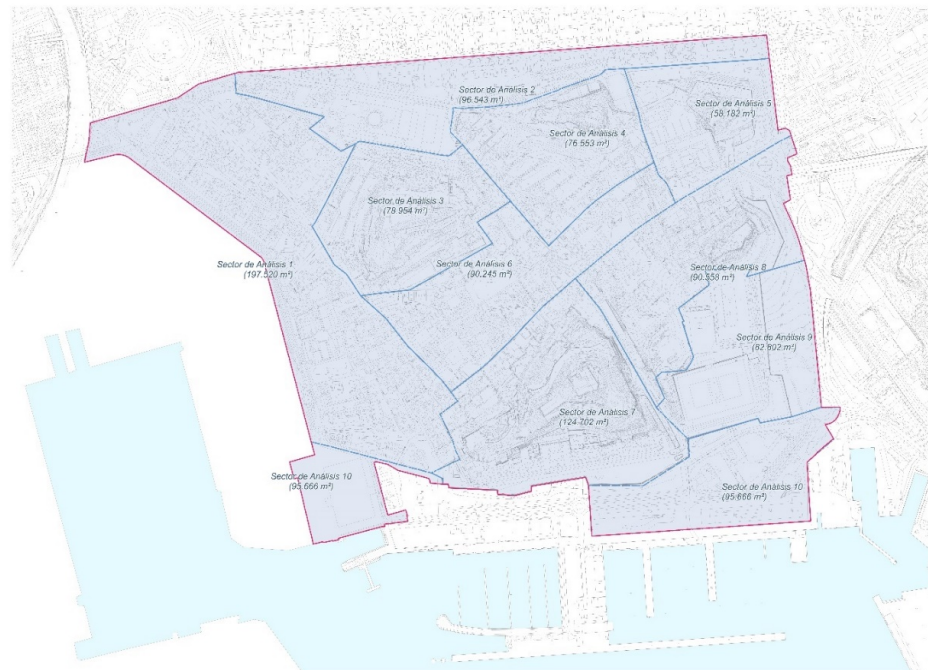 Sector de Análisis 2
(96.543 m²)
Sector de Análisis 5
(58.182 m²)
Sector de Análisis 4
(76.553 m²)
Sector de Análisis 3
(78.954 m²)
Sector de Análisis 1
(197.520 m²)
Sector de Análisis 6
(90.245 m²)
Sector de Análisis 8
(90.558 m²)
Sector de Análisis 9
(82.892 m²)
Sector de Análisis 7
(124.702 m²)
Sector de Análisis 10
(95.666 m²)
Sector de Análisis 10
(95.666 m²)